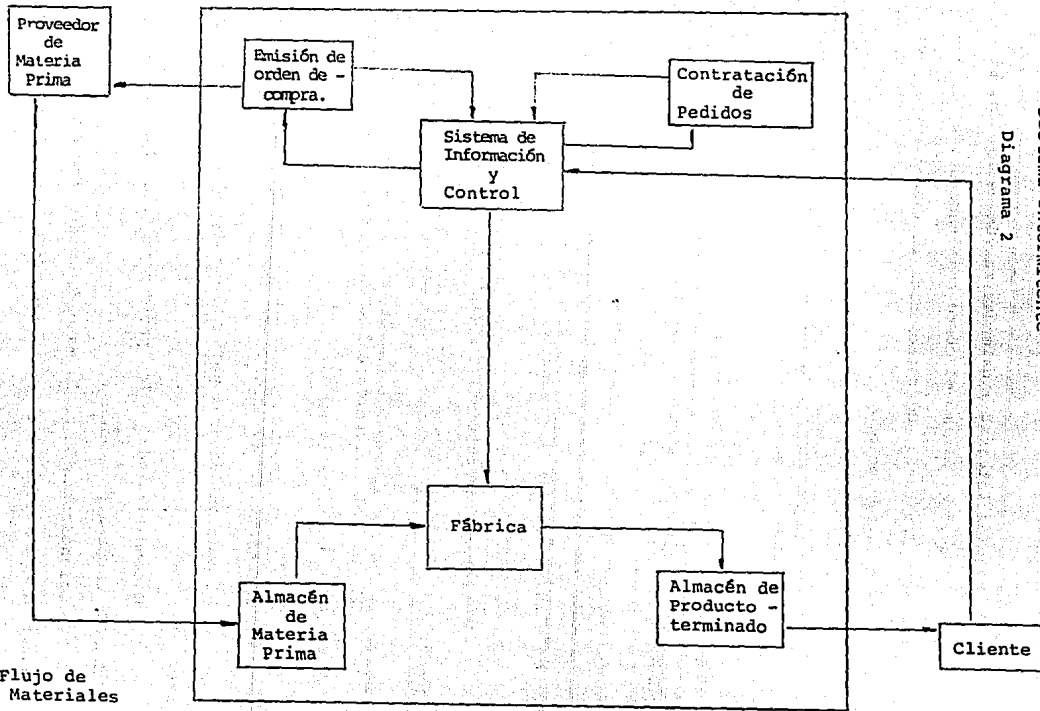 Proveedor
de
Materia
Prima
Emisión de
orden de -
compra.
Contratación
de
Pedidos
Sistema de
Información
y
Control
Diagrama 2
Fábrica
Almacén
de
Materia
Prima
Almacén de
Producto -
terminado
Cliente
Flujo de
Materiales